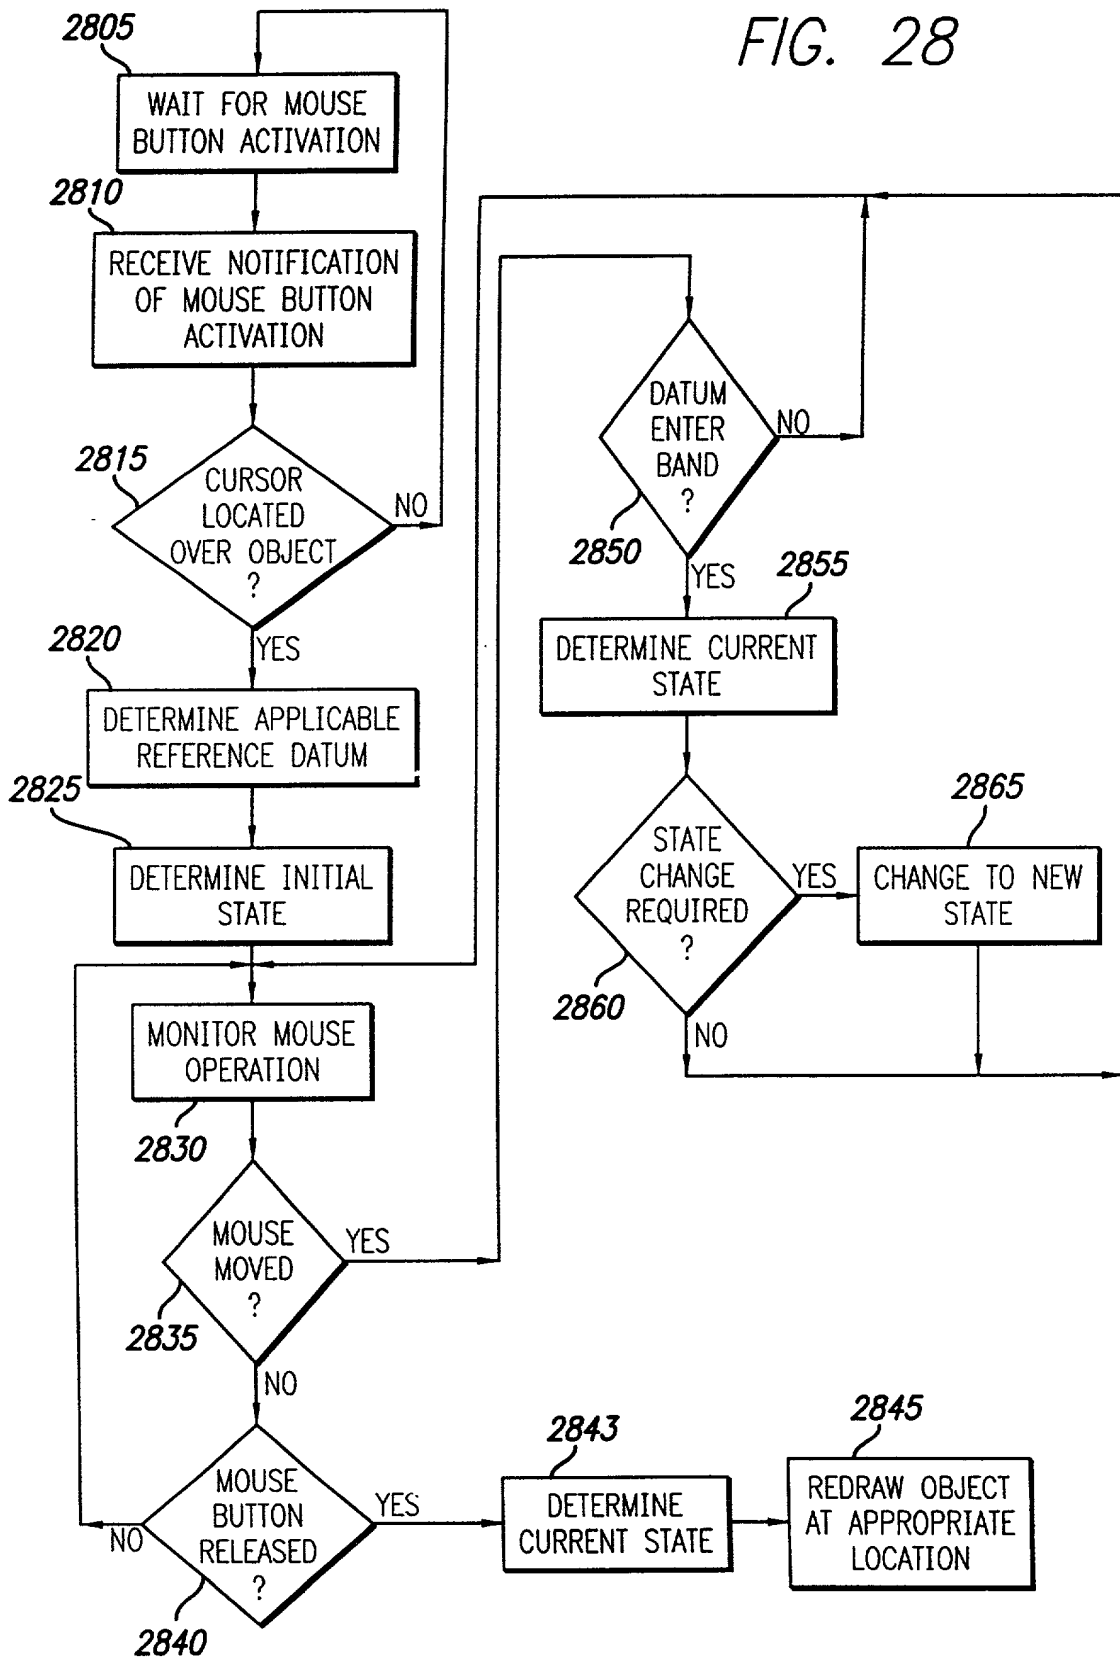 FIG. 28
2805
WAIT FOR MOUSE
BUTTON ACTIVATION
2810
RECEIVE NOTIFICATION
OF MOUSE BUTTON
ACTIVATION
2815
CURSOR
LOCATED
OVER OBJECT
?
NO
YES
2820
DETERMINE APPLICABLE
REFERENCE DATUM
2825
DETERMINE INITIAL
STATE
MONITOR MOUSE
OPERATION
2830
MOUSE
MOVED
?
YES
2835
NO
MOUSE
BUTTON
RELEASED
?
NO
YES
2840
2843
DETERMINE
CURRENT STATE
2845
REDRAW OBJECT
AT APPROPRIATE
LOCATION
DATUM
ENTER
BAND
?
NO
2850
YES
2855
DETERMINE CURRENT
STATE
STATE
CHANGE
REQUIRED
?
YES
2860
NO
2865
CHANGE TO NEW
STATE